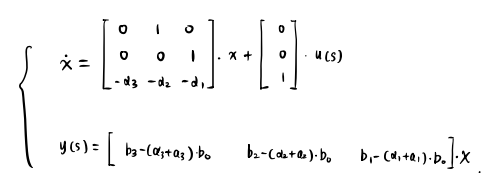 ẋ = [ 0 1 0
0 0 1
-α₃ -α₂ -α₁ ] · x + [ 0
0
1 ] · u(s)
y(s) = [ b₃-(α₃+a₃)·b₀ b₂-(α₂+a₂)·b₀ b₁-(α₁+a₁)·b₀ ]·x .